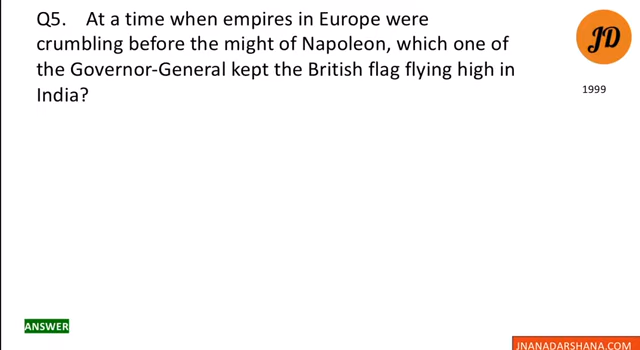 Q5. At a time when empires in Europe were
crumbling before the might of Napoleon, which one of
the Governor-General kept the British flag flying high in
India?
JD
1999
ANSWER
JNANADARSHANA.COM